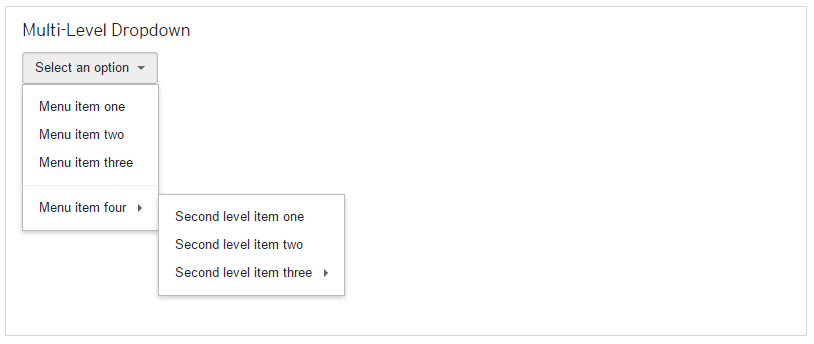 Multi-Level Dropdown
Select an option
Menu item one
Menu item two
Menu item three
Menu item four
Second level item one
Second level item two
Second level item three